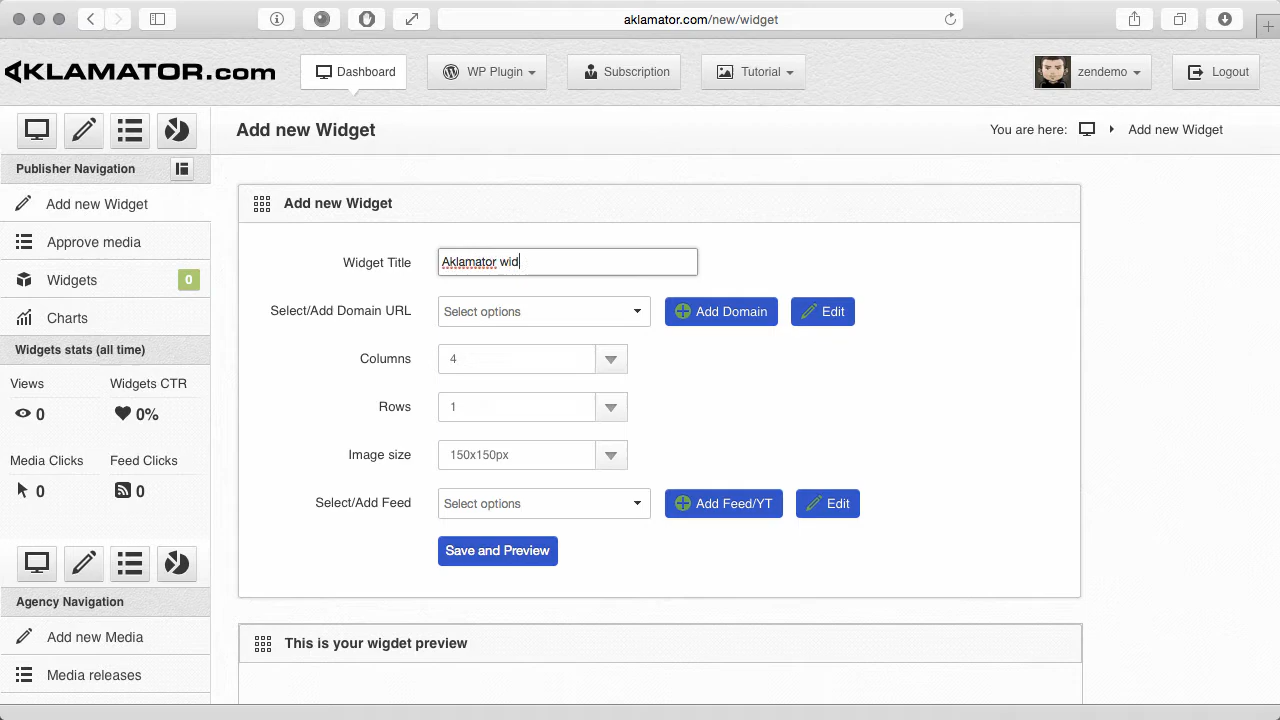 aklamator.com/new/widget
KLAMATOR.com
Dashboard
WP Plugin
Subscription
Tutorial
zendemo
Logout
Add new Widget
You are here:
Add new Widget
Publisher Navigation
Add new Widget
Approve media
Widgets
0
Charts
Widgets stats (all time)
Views
Widgets CTR
0
0%
Media Clicks
Feed Clicks
0
0
Agency Navigation
Add new Media
Media releases
Add new Widget
Widget Title
Aklamator wid
Select/Add Domain URL
Select options
Add Domain
Edit
Columns
4
Rows
1
Image size
150x150px
Select/Add Feed
Select options
Add Feed/YT
Edit
Save and Preview
This is your wigdet preview